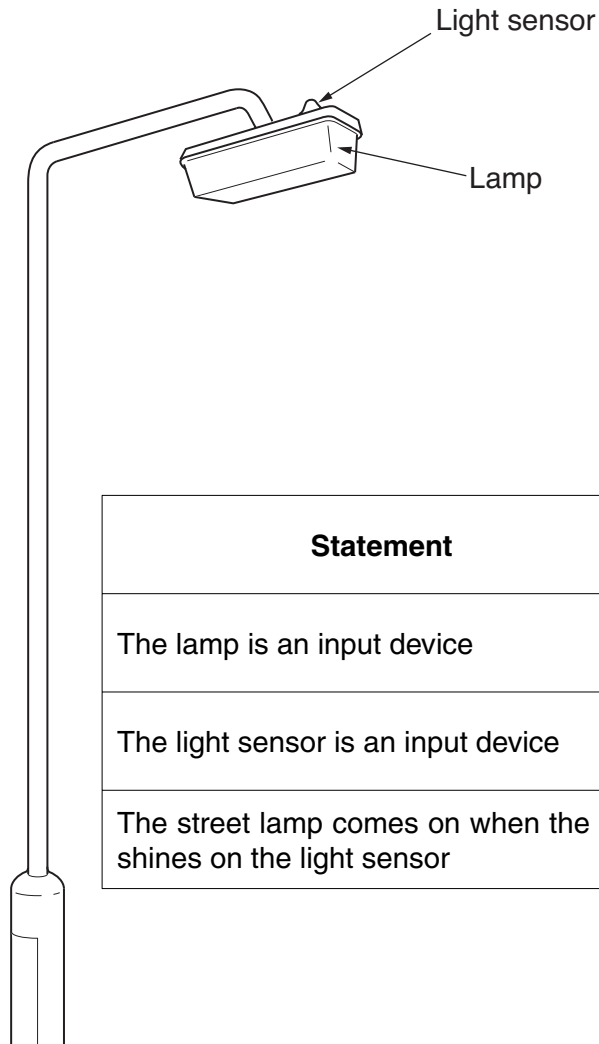 Light sensor
Lamp
Statement
The lamp is an input device
The light sensor is an input device
The street lamp comes on when the
shines on the light sensor